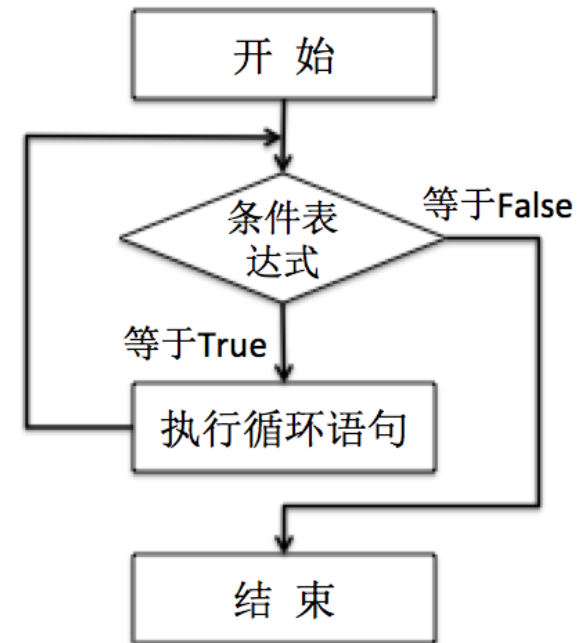 开 始
条件表
达式
等于False
等于True
执行循环语句
结 束